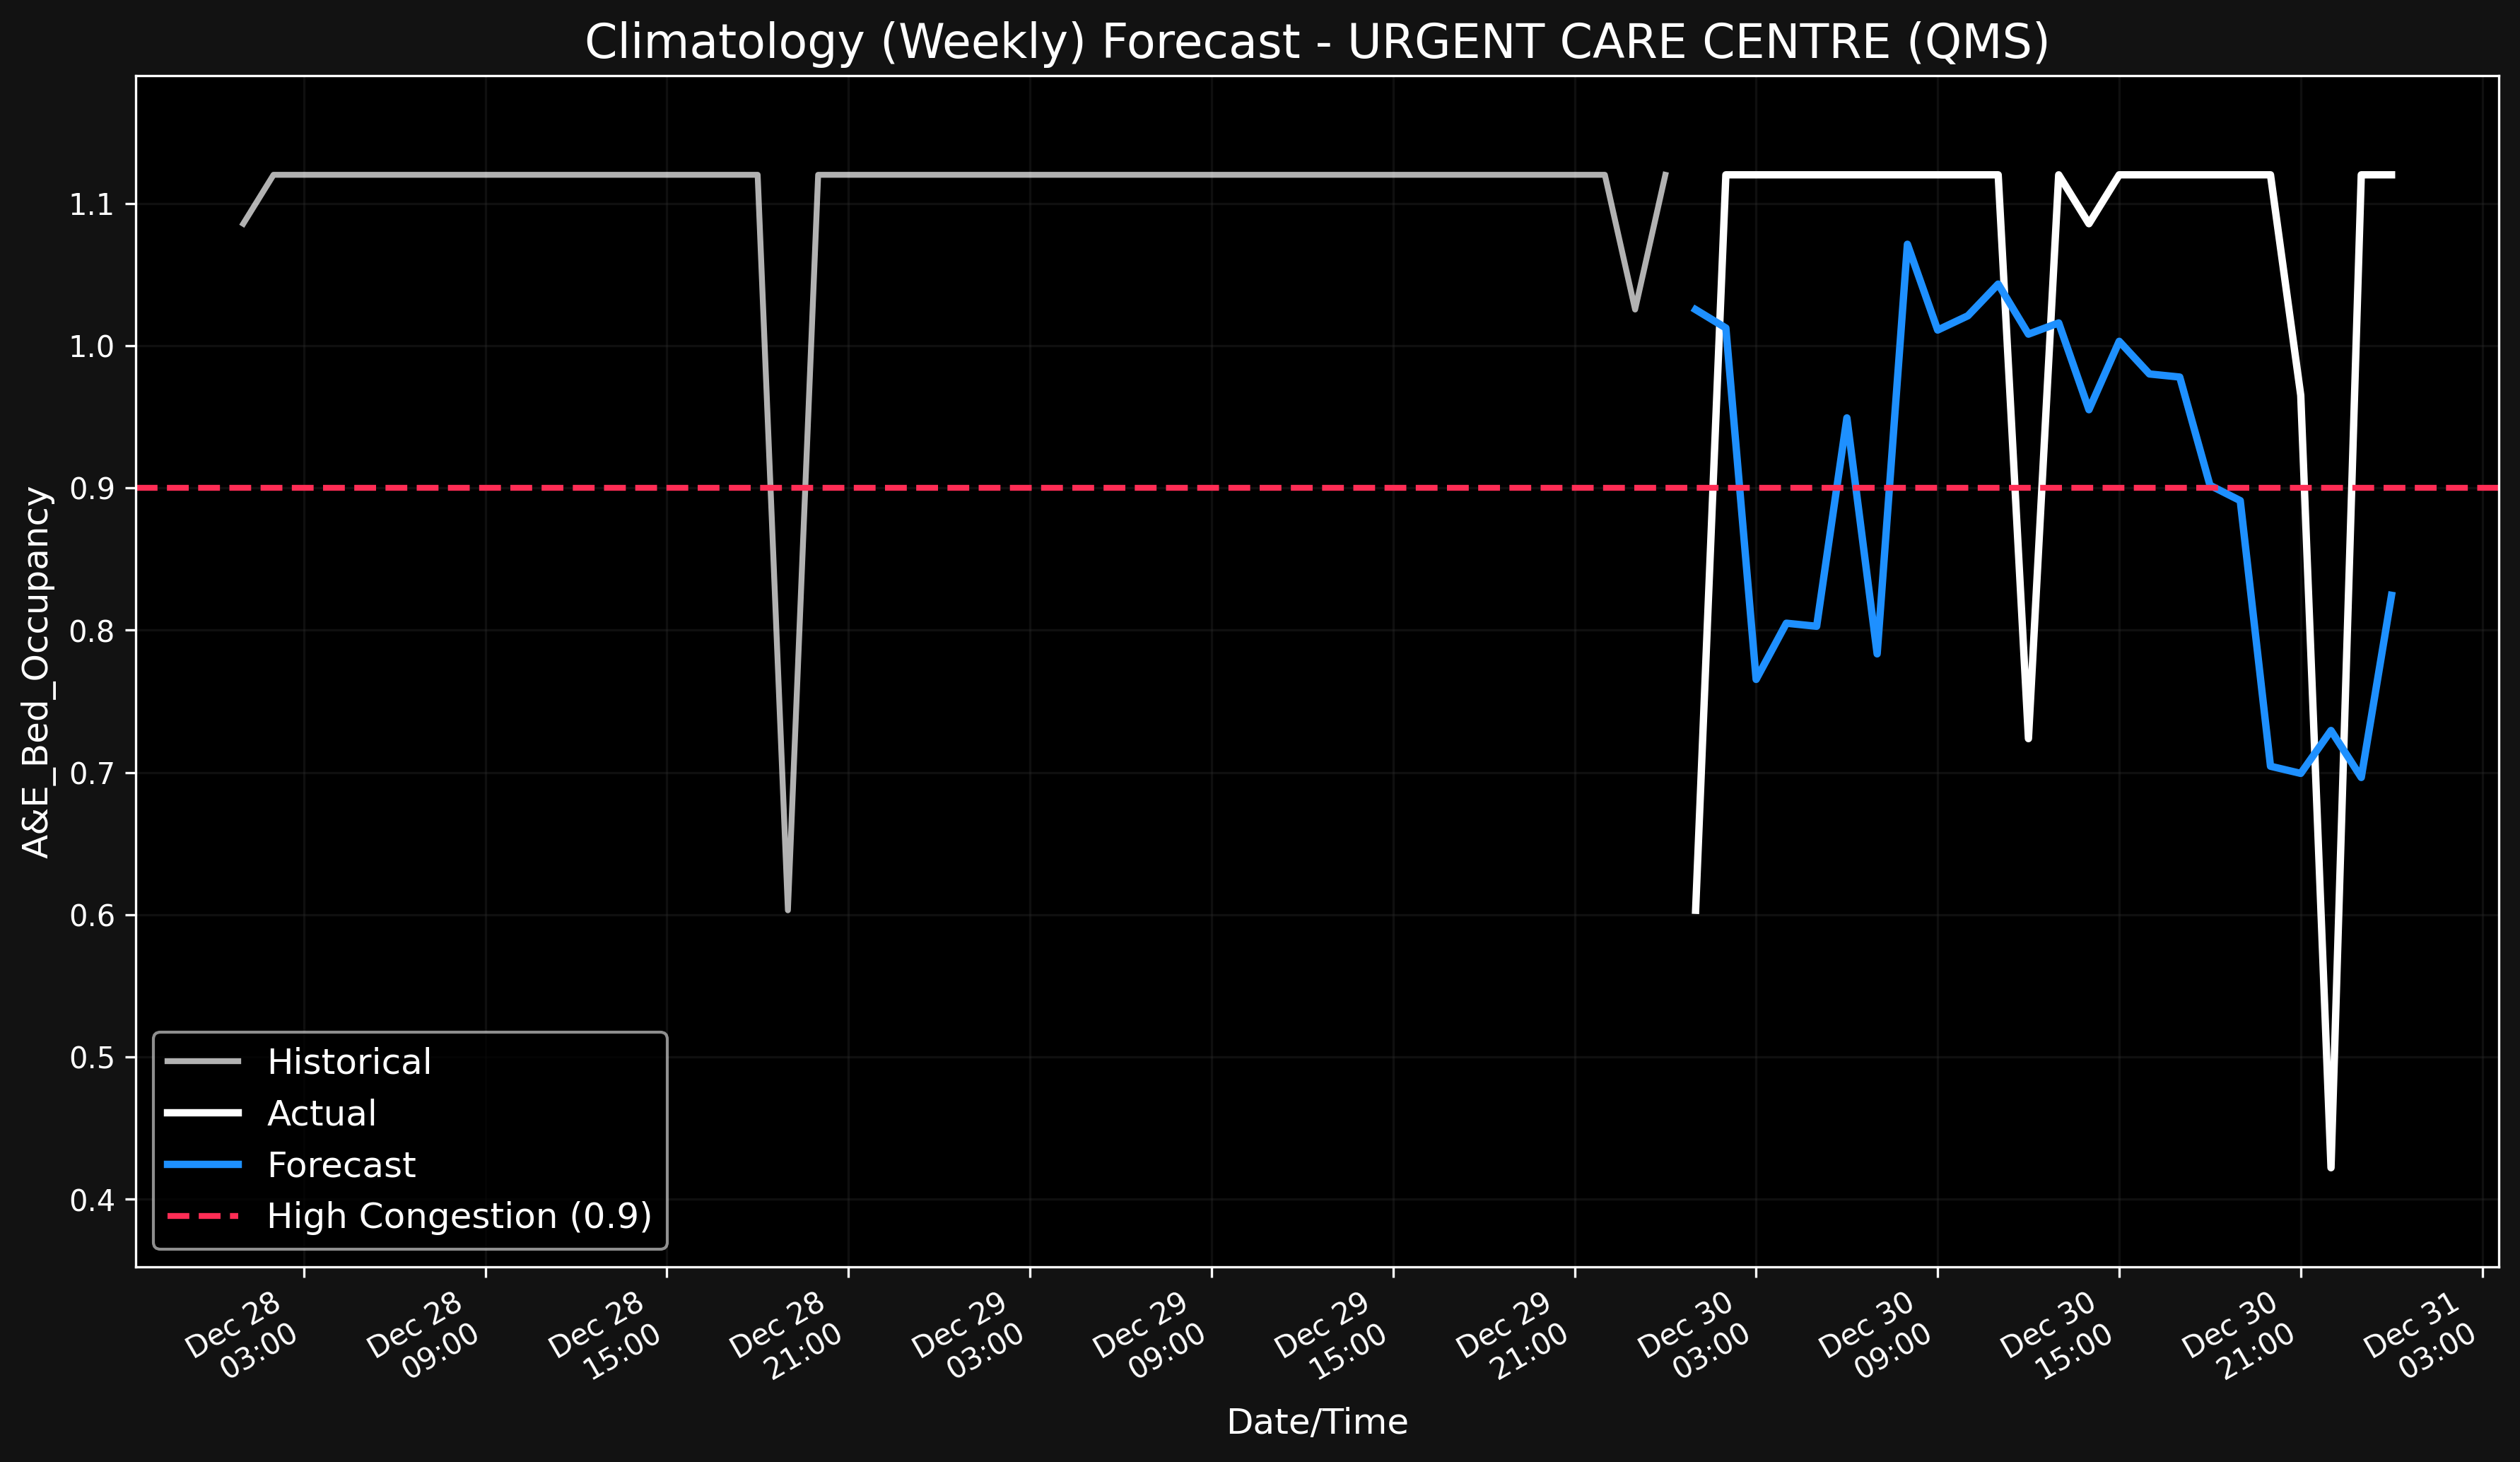 Climatology (Weekly) Forecast - URGENT CARE CENTRE (QMS)
A&E_Bed_Occupancy
1.1
1.0
0.9
0.8
0.7
0.6
0.5
0.4
Historical
Actual
Forecast
High Congestion (0.9)
Dec 28
03:00
Dec 28
09:00
Dec 28
15:00
Dec 28
21:00
Dec 29
03:00
Dec 29
09:00
Dec 29
15:00
Dec 29
21:00
Dec 30
03:00
Dec 30
09:00
Dec 30
15:00
Dec 30
21:00
Dec 31
03:00
Date/Time